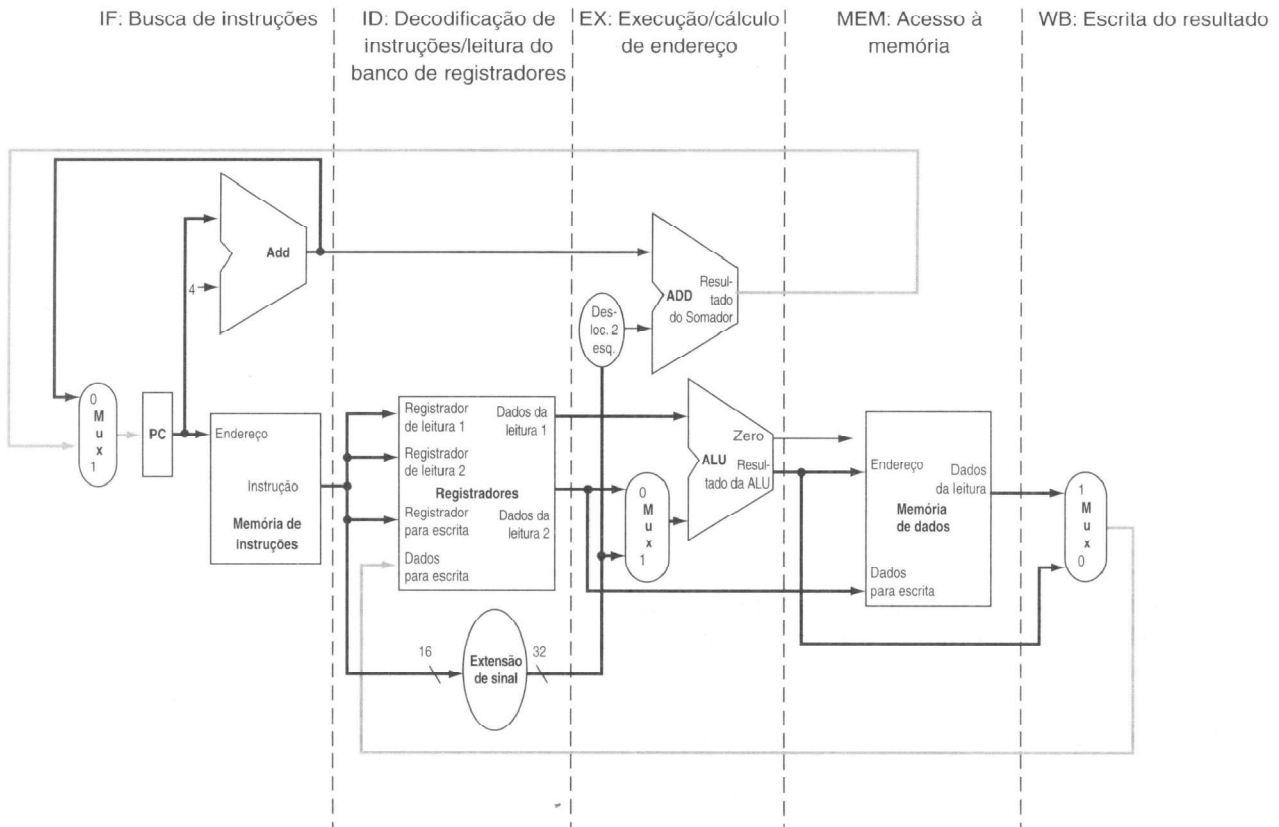 IF: Busca de instruções
ID: Decodificação de
instruções/leitura do
banco de registradores
EX: Execução/cálculo
de endereço
MEM: Acesso à
memória
WB: Escrita do resultado
Add
4
ADD
Resul-
tado
do Somador
Des-
loc. 2
esq.
0
M
u
x
1
PC
Endereço
Instrução
Memória de
instruções
Registrador
de leitura 1
Registrador
de leitura 2
Registradores
Registrador
para escrita
Dados
para escrita
Dados da
leitura 1
Dados da
leitura 2
0
M
u
x
1
Zero
ALU
Resul-
tado da ALU
Endereço
Dados
da leitura
Memória
de dados
Dados
para escrita
1
M
u
x
0
16
Extensão
de sinal
32